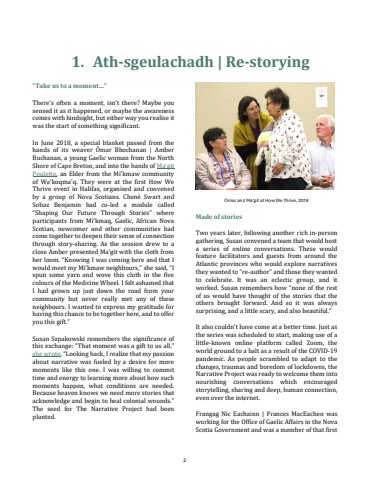 1. Ath-sgeulachadh | Re-storying
"Take us to a moment..."
There's often a moment, isn't there? Maybe you
sensed it as it happened, or maybe the awareness
comes with hindsight, but either way you realise it
was the start of something significant.
In June 2018, a special blanket passed from the
hands of its weaver Òmar Bhochanan | Amber
Buchanan, a young Gaelic woman from the North
Shore of Cape Breton, and into the hands of Ma'git
Poulette, an Elder from the Mi'kmaw community
of We'koqma'q. They were at the first How We
Thrive event in Halifax, organised and convened
by a group of Nova Scotians. Chené Swart and
Sobaz Benjamin had co-led a module called
"Shaping Our Future Through Stories" where
participants from Mi'kmaq, Gaelic, African Nova
Scotian, newcomer and other communities had
come together to deepen their sense of connection
through story-sharing. As the session drew to a
close Amber presented Ma'git with the cloth from
her loom. "Knowing I was coming here and that I
would meet my Mi'kmaw neighbours," she said, "I
spun some yarn and wove this cloth in the five
colours of the Medicine Wheel. I felt ashamed that
I had grown up just down the road from your
community but never really met any of these
neighbours. I wanted to express my gratitude for
having this chance to be together here, and to offer
you this gift."
Susan Szpakowski remembers the significance of
this exchange: "That moment was a gift to us all,"
she wrote. "Looking back, I realize that my passion
about narrative was fueled by a desire for more
moments like this one. I was willing to commit
time and energy to learning more about how such
moments happen, what conditions are needed.
Because heaven knows we need more stories that
acknowledge and begin to heal colonial wounds."
The seed for The Narrative Project had been
planted.
Òmar and Ma'git at How We Thrive, 2018
Made of stories
Two years later, following another rich in-person
gathering, Susan convened a team that would host
a series of online conversations. These would
feature facilitators and guests from around the
Atlantic provinces who would explore narratives
they wanted to "re-author" and those they wanted
to celebrate. It was an eclectic group, and it
worked. Susan remembers how "none of the rest
of us would have thought of the stories that the
others brought forward. And so it was always
surprising, and a little scary, and also beautiful."
It also couldn't have come at a better time. Just as
the series was scheduled to start, making use of a
little-known online platform called Zoom, the
world ground to a halt as a result of the COVID-19
pandemic. As people scrambled to adapt to the
changes, traumas and boredom of lockdowns, the
Narrative Project was ready to welcome them into
nourishing conversations which encouraged
storytelling, sharing and deep, human connection,
even over the internet.
Frangag Nic Eachainn | Frances MacEachen was
working for the Office of Gaelic Affairs in the Nova
Scotia Government and was a member of that first
2